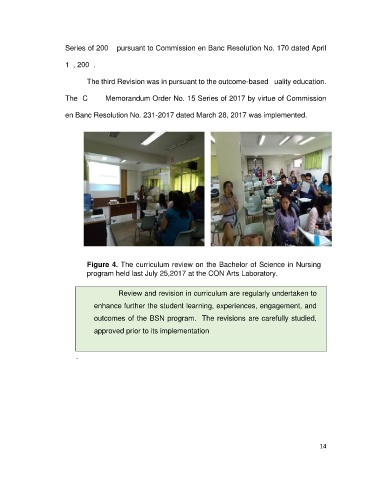 Series of 200 pursuant to Commission en Banc Resolution No. 170 dated April
1 , 200 .
The third Revision was in pursuant to the outcome-based uality education.
The C Memorandum Order No. 15 Series of 2017 by virtue of Commission
en Banc Resolution No. 231-2017 dated March 28, 2017 was implemented.
Figure 4. The curriculum review on the Bachelor of Science in Nursing
program held last July 25,2017 at the CON Arts Laboratory.
Review and revision in curriculum are regularly undertaken to
enhance further the student learning, experiences, engagement, and
outcomes of the BSN program. The revisions are carefully studied,
approved prior to its implementation
.
14